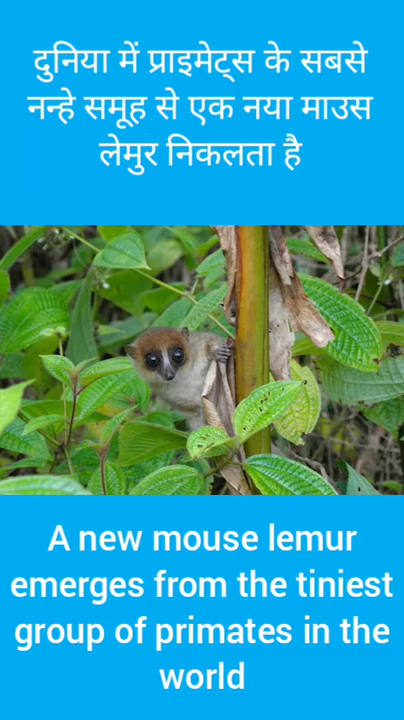 दुनिया में प्राइमेट्स के सबसे
नन्हे समूह से एक नया माउस
लेमुर निकलता है
A new mouse lemur
emerges from the tiniest
group of primates in the
world